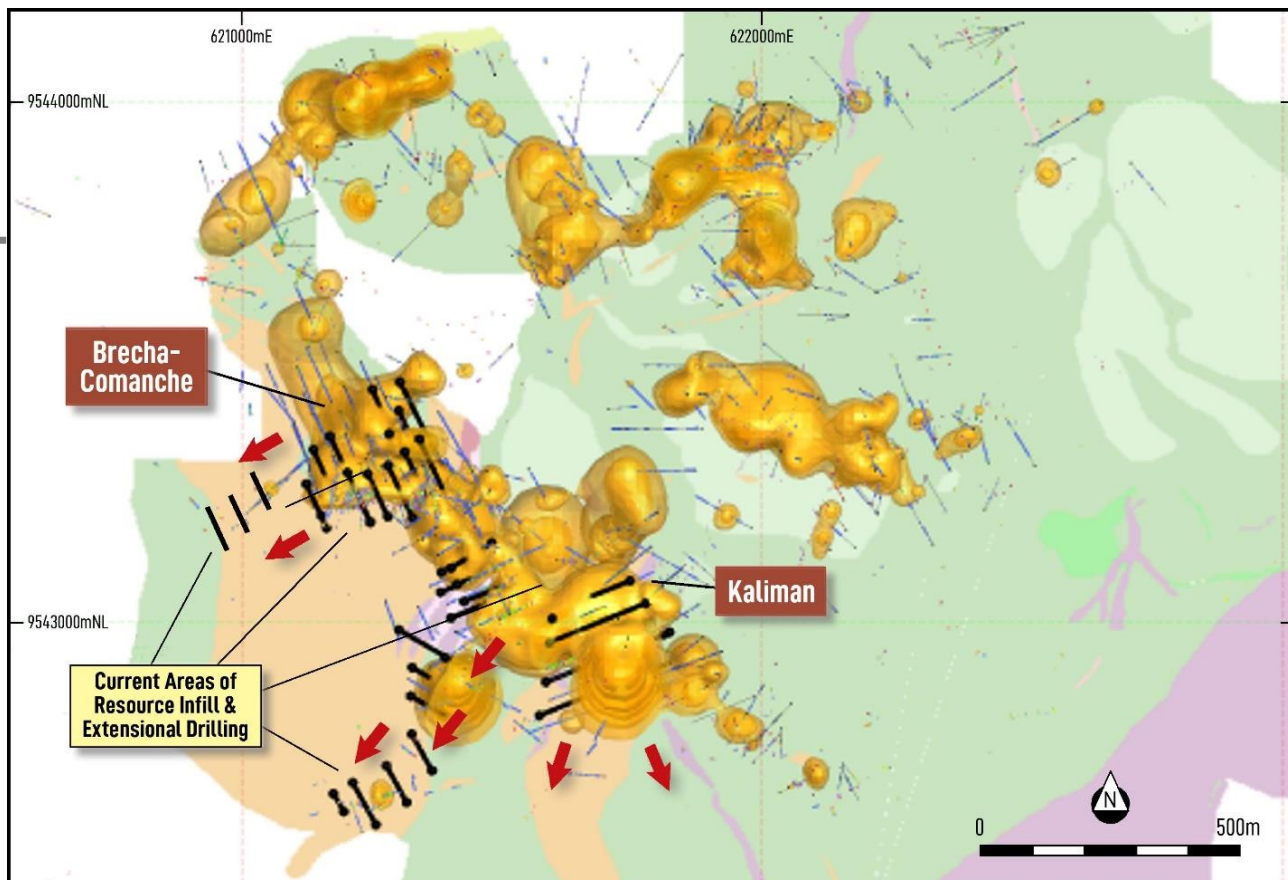 621000mE
622000mE
9544000mNL
Brecha-
Comanche
Kaliman
9543000mNL
Current Areas of
Resource Infill &
Extensional Drilling
N
0
500m